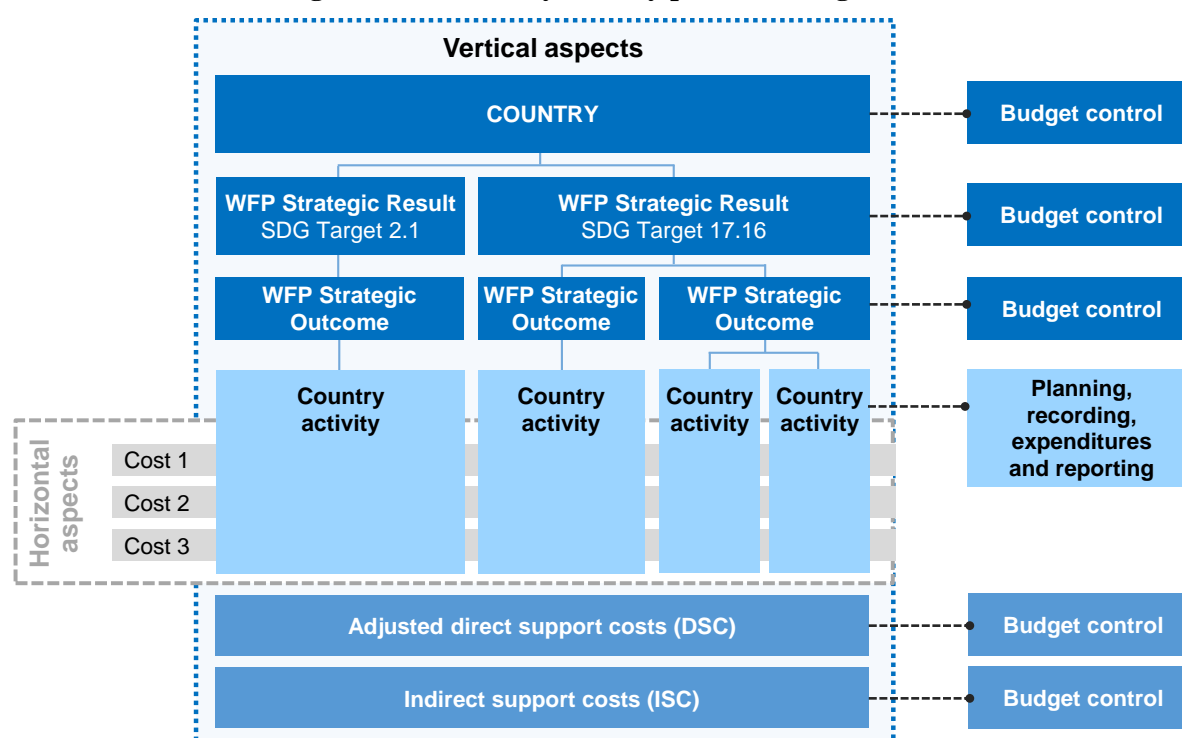 Vertical aspects
COUNTRY
Budget control
WFP Strategic Result
SDG Target 2.1
WFP Strategic Result
SDG Target 17.16
Budget control
WFP Strategic
Outcome
WFP Strategic
Outcome
WFP Strategic
Outcome
Budget control
Country
activity
Country
activity
Country
activity
Country
activity
Planning,
recording,
expenditures
and reporting
Horizontal
aspects
Cost 1
Cost 2
Cost 3
Adjusted direct support costs (DSC)
Budget control
Indirect support costs (ISC)
Budget control